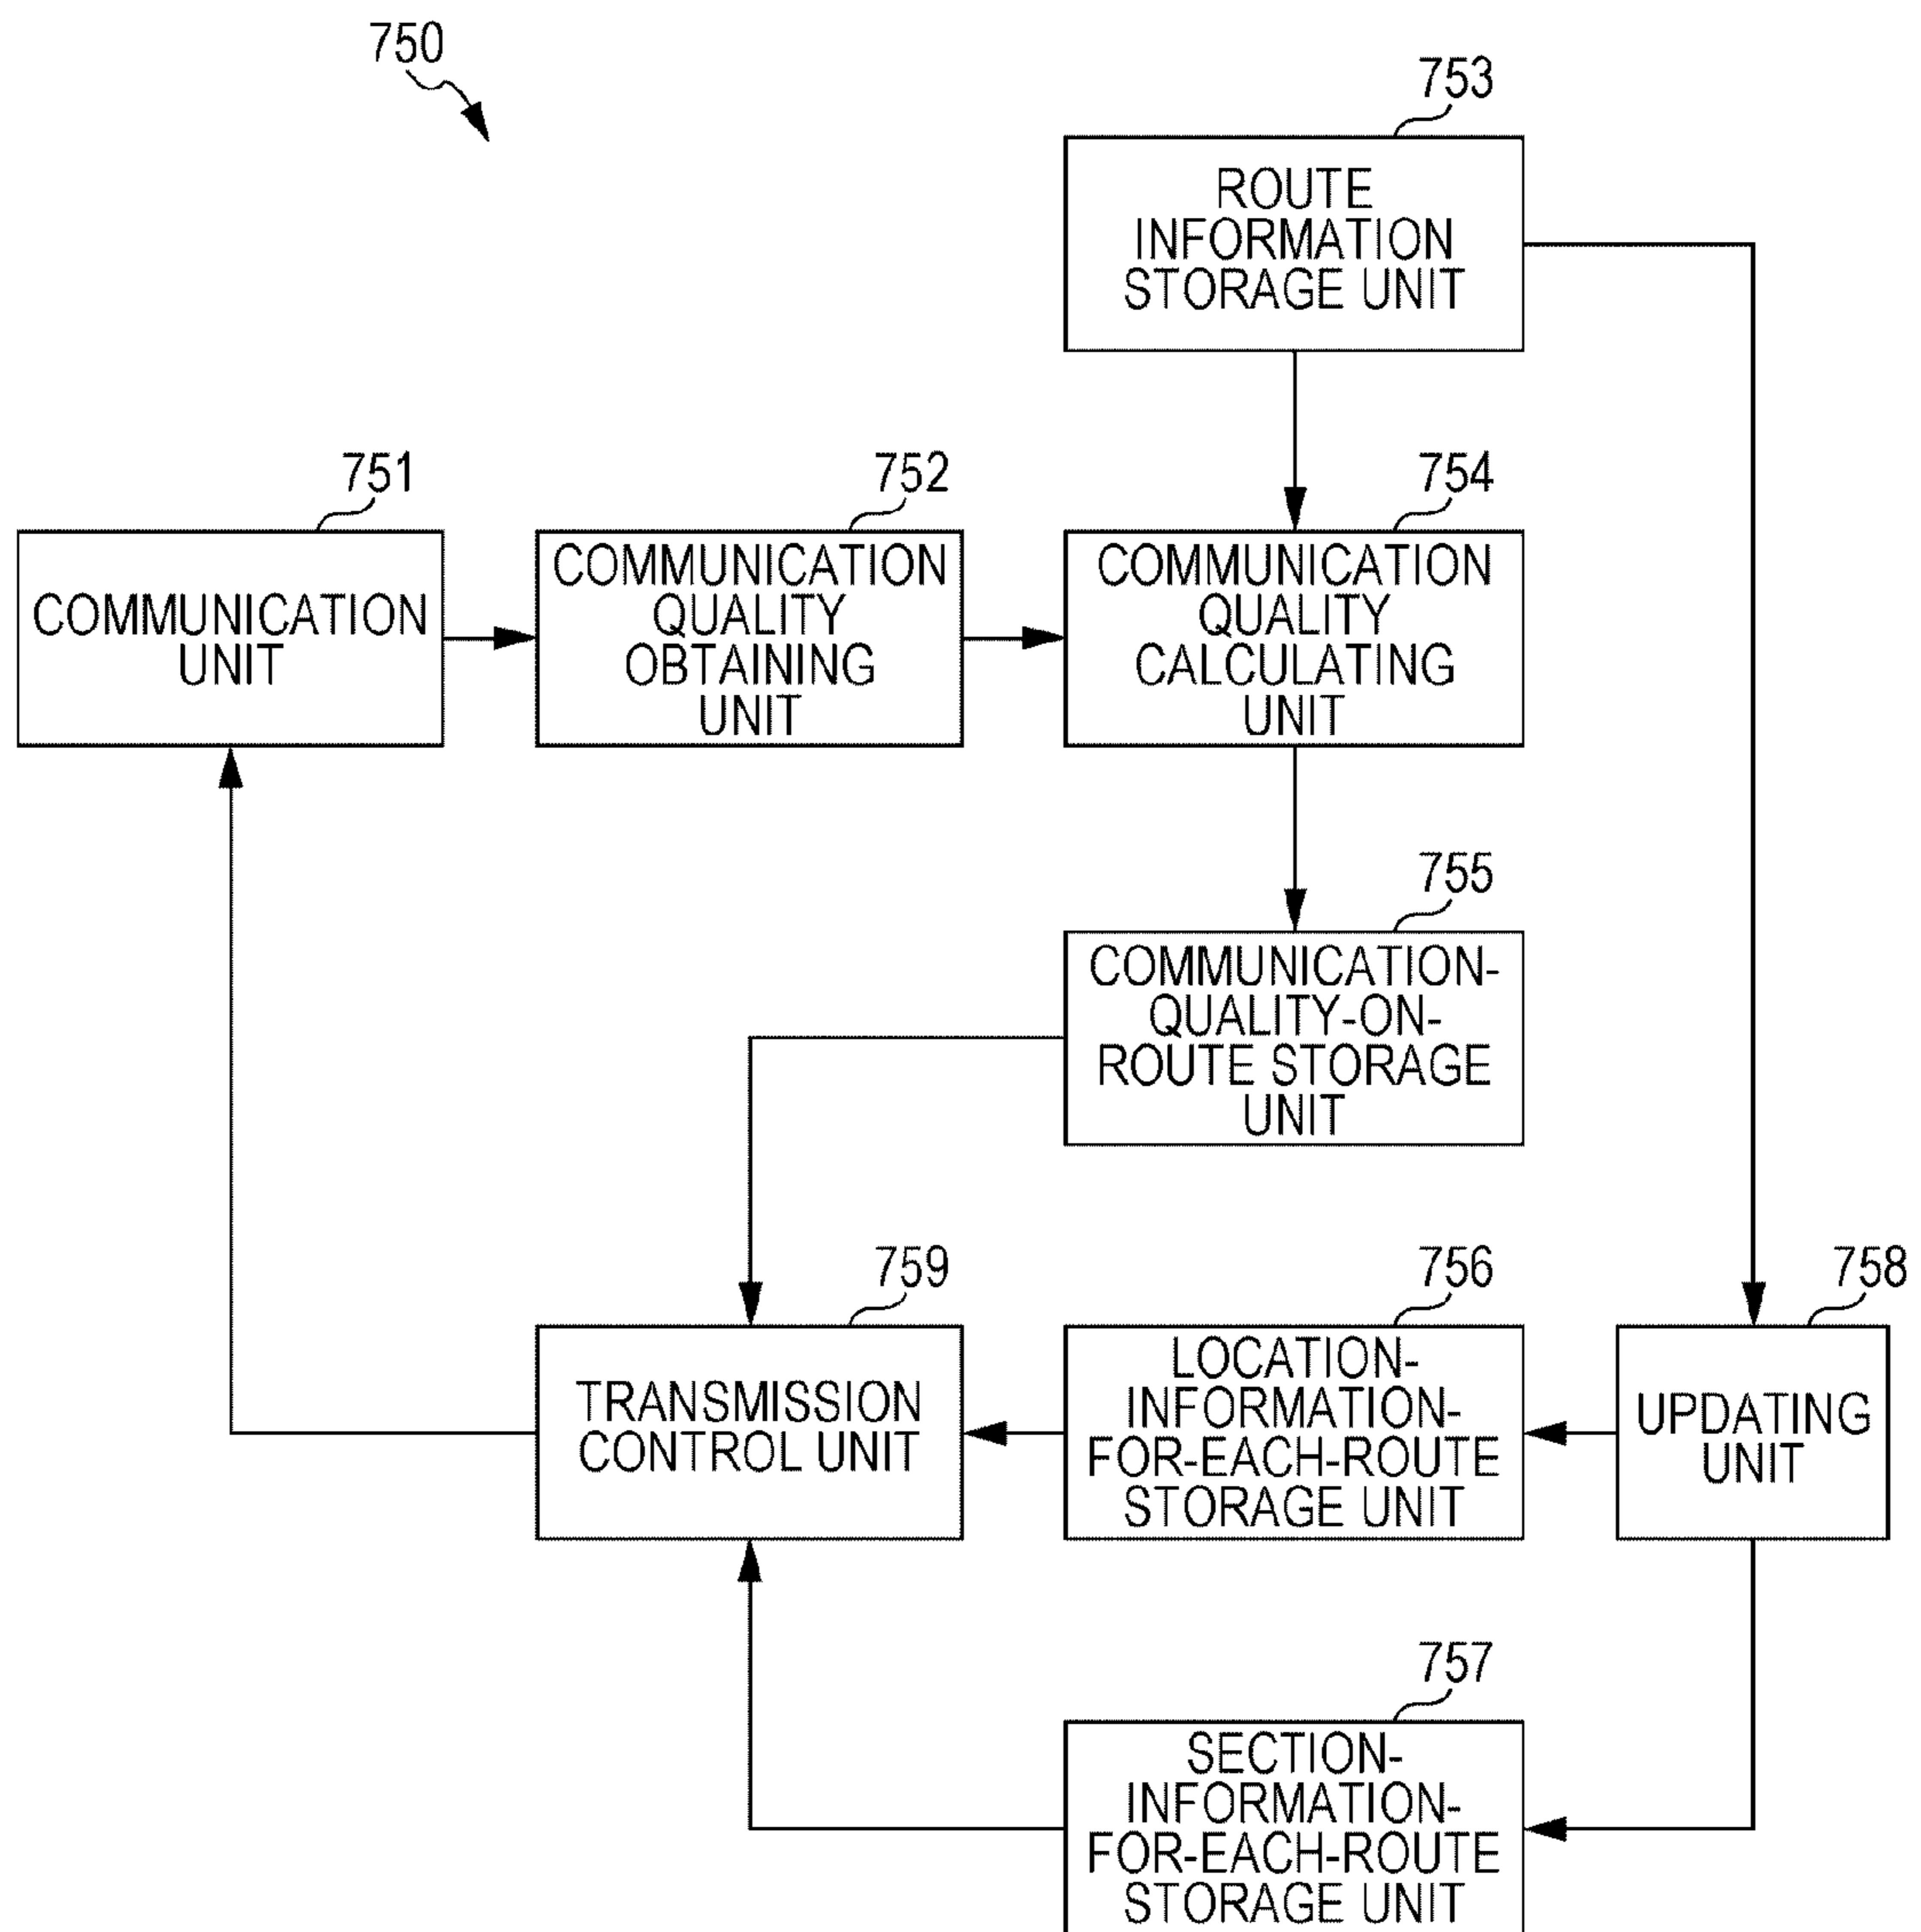 750
753
ROUTE
INFORMATION
STORAGE UNIT
751
COMMUNICATION
UNIT
752
COMMUNICATION
QUALITY
OBTAINING
UNIT
754
COMMUNICATION
QUALITY
CALCULATING
UNIT
755
COMMUNICATION-
QUALITY-ON-
ROUTE STORAGE
UNIT
759
TRANSMISSION
CONTROL UNIT
756
LOCATION-
INFORMATION-
FOR-EACH-ROUTE
STORAGE UNIT
758
UPDATING
UNIT
757
SECTION-
INFORMATION-
FOR-EACH-ROUTE
STORAGE UNIT